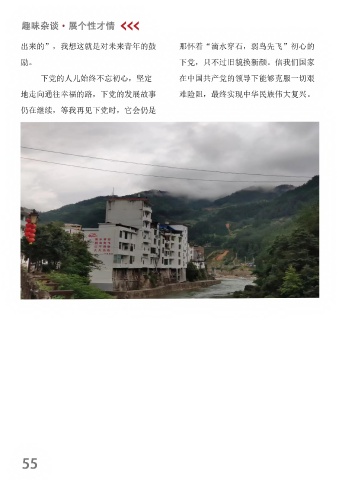 趣味杂谈·展个性才情
出来的”，我想这就是对未来青年的鼓
励。
下党的人儿始终不忘初心，坚定
地走向通往幸福的路，下党的发展故事
仍在继续，等我再见下党时，它会仍是
那怀着“滴水穿石，弱鸟先飞”初心的
下党，只不过旧貌换新颜。信我们国家
在中国共产党的领导下能够克服一切艰
难险阻，最终实现中华民族伟大复兴。
55